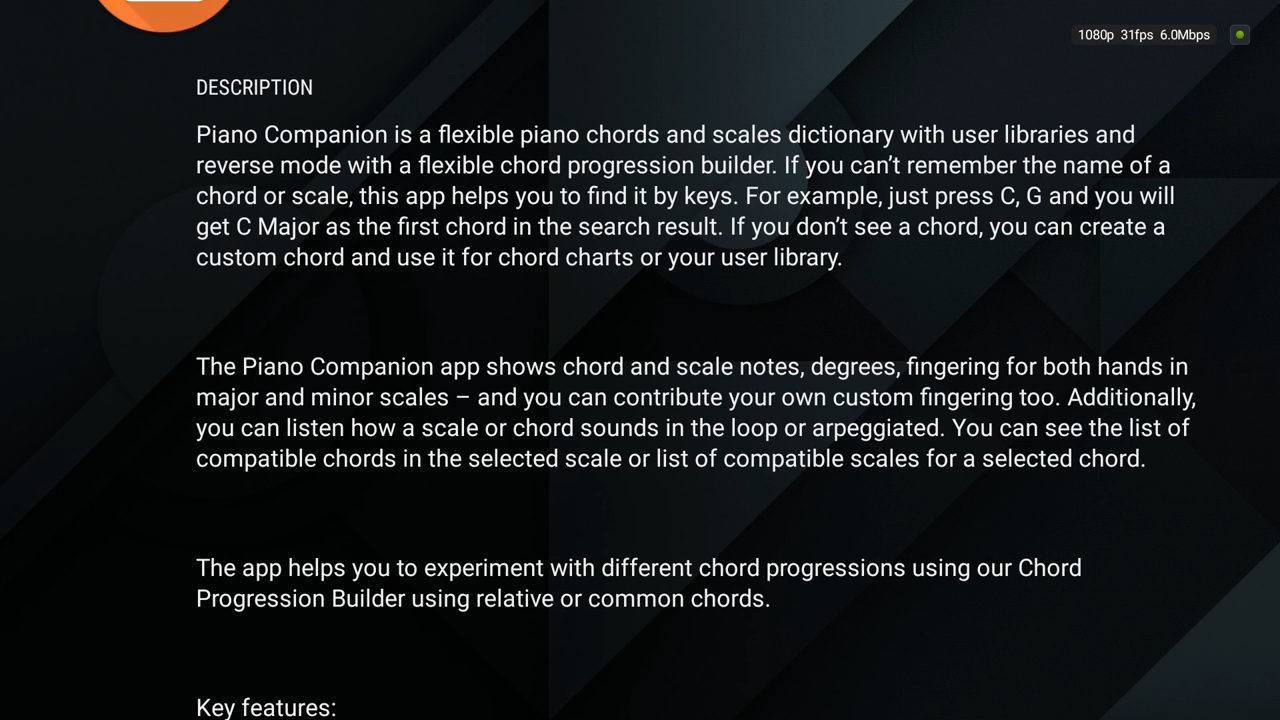 1080p 31fps 6.0Mbps
DESCRIPTION
Piano Companion is a flexible piano chords and scales dictionary with user libraries and
reverse mode with a flexible chord progression builder. If you can’t remember the name of a
chord or scale, this app helps you to find it by keys. For example, just press C, G and you will
get C Major as the first chord in the search result. If you don’t see a chord, you can create a
custom chord and use it for chord charts or your user library.
The Piano Companion app shows chord and scale notes, degrees, fingering for both hands in
major and minor scales – and you can contribute your own custom fingering too. Additionally,
you can listen how a scale or chord sounds in the loop or arpeggiated. You can see the list of
compatible chords in the selected scale or list of compatible scales for a selected chord.
The app helps you to experiment with different chord progressions using our Chord
Progression Builder using relative or common chords.
Key features: